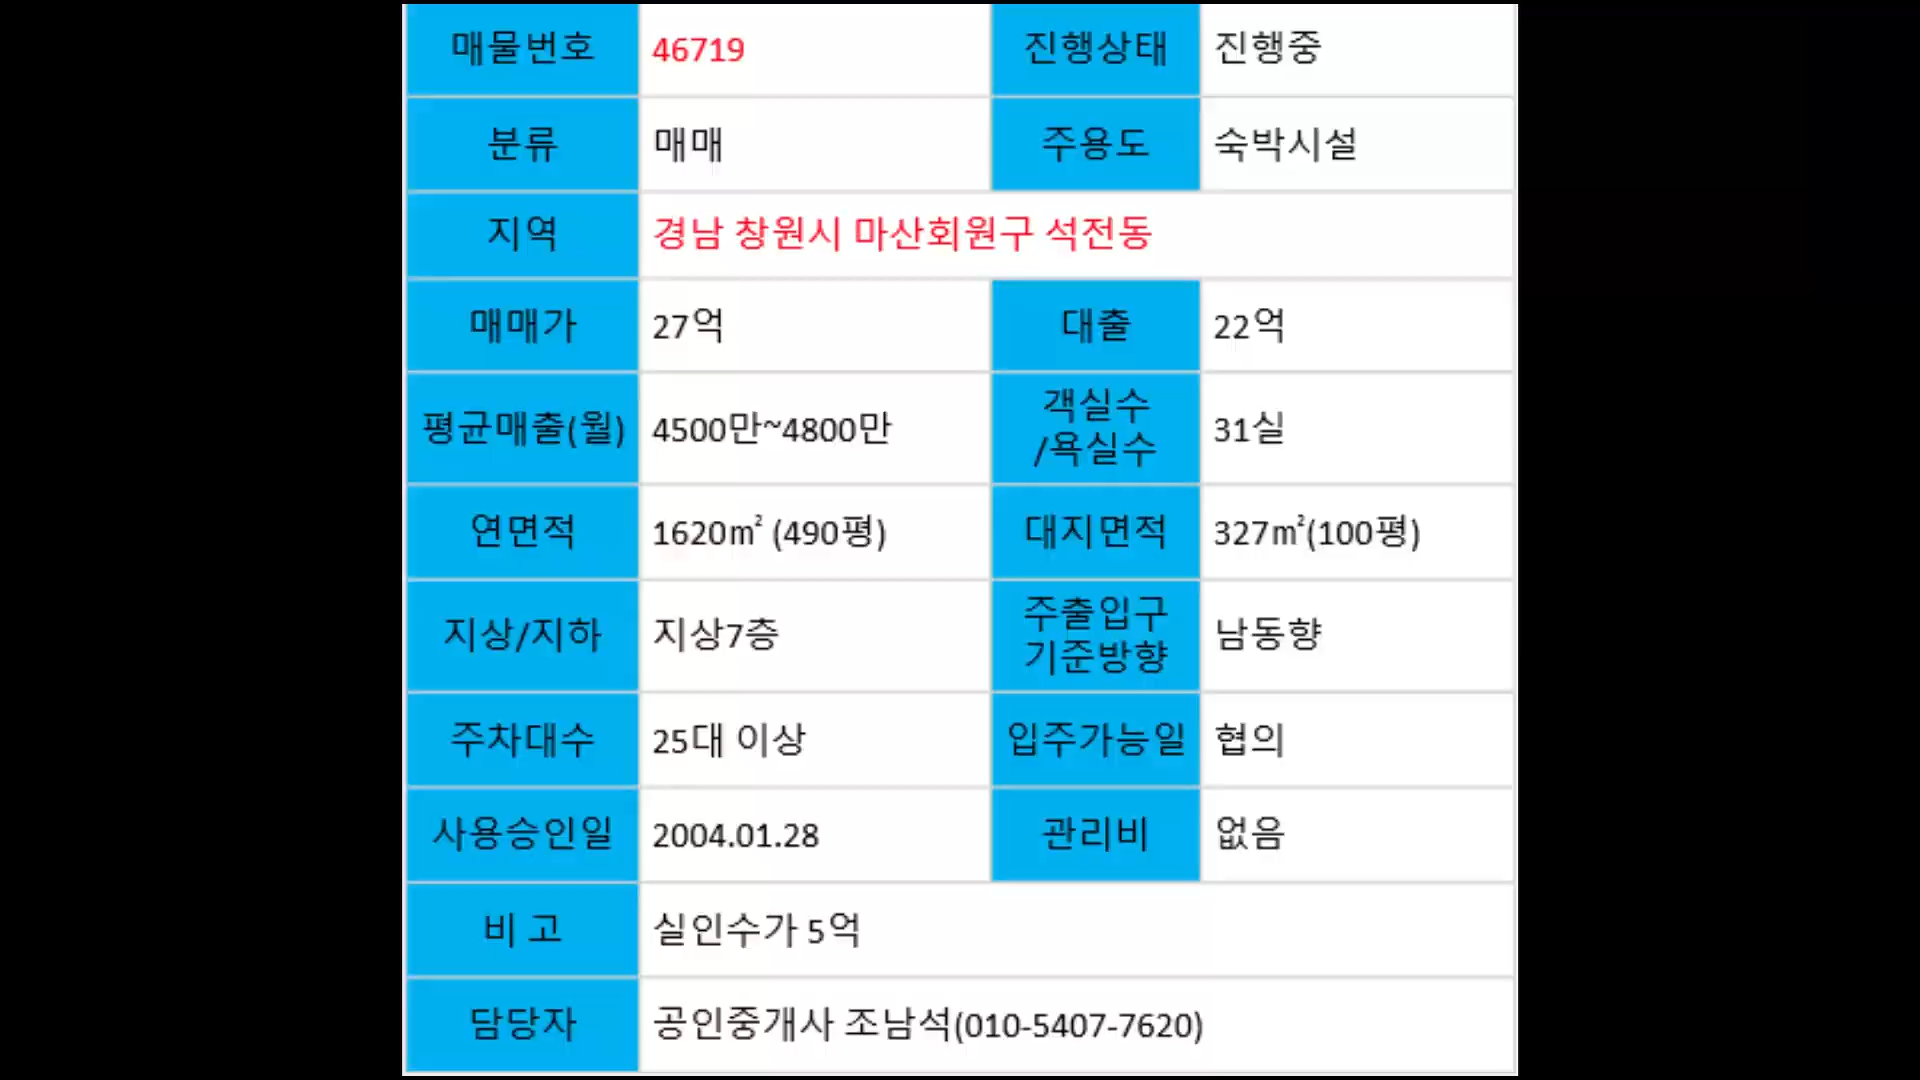 매물번호 46719 진행상태 진행중
분류 매매 주용도 숙박시설
지역 경남 창원시 마산회원구 석전동
매매가 27억 대출 22억
평균매출(월) 4500만~4800만 객실수
/욕실수 31실
연면적 1620㎡ (490평) 대지면적 327㎡(100평)
지상/지하 지상7층 주출입구
기준방향 남동향
주차대수 25대 이상 입주가능일 협의
사용승인일 2004.01.28 관리비 없음
비 고 실인수가 5억
담당자 공인중개사 조남석(010-5407-7620)